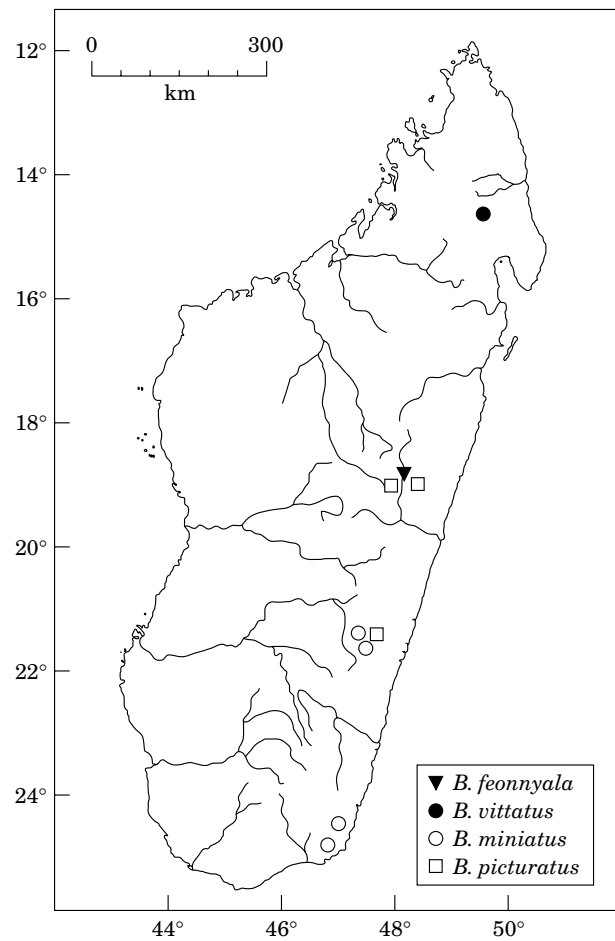 0 300
km
12°
14°
16°
18°
20°
22°
24°
44° 46° 48° 50°
B. feonnyala
B. vittatus
B. miniatus
B. picturatus